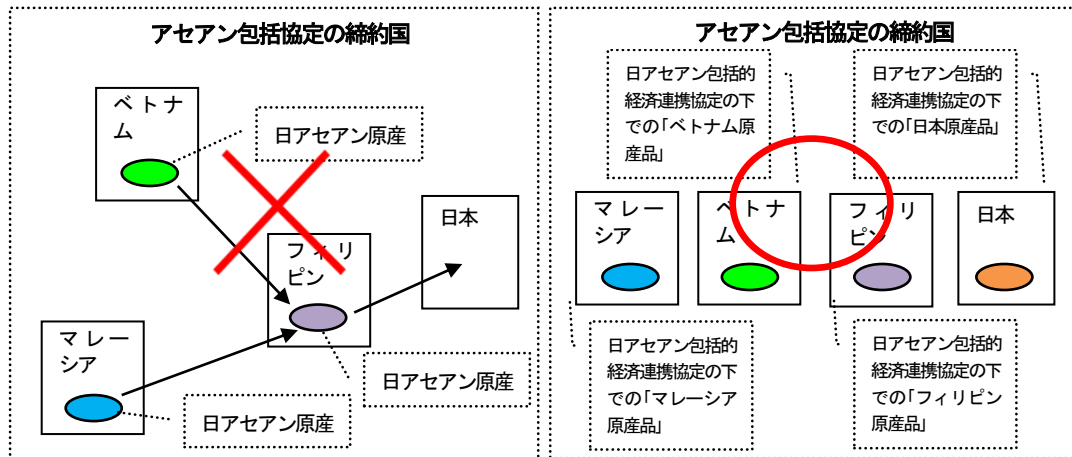 アセアン包括協定の締約国
ベトナ
ム
日アセアン原産
日本
フィリ
ピン
マレー
シア
日アセアン原産
日アセアン原産
アセアン包括協定の締約国
日アセアン包括的
経済連携協定の下
での「ベトナム原
産品」
日アセアン包括的
経済連携協定の下
での「日本原産品」
マレー
シア
ベトナ
ム
フィリ
ピン
日本
日アセアン包括的
経済連携協定の下
での「マレーシア
原産品」
日アセアン包括的
経済連携協定の下
での「フィリピン
原産品」